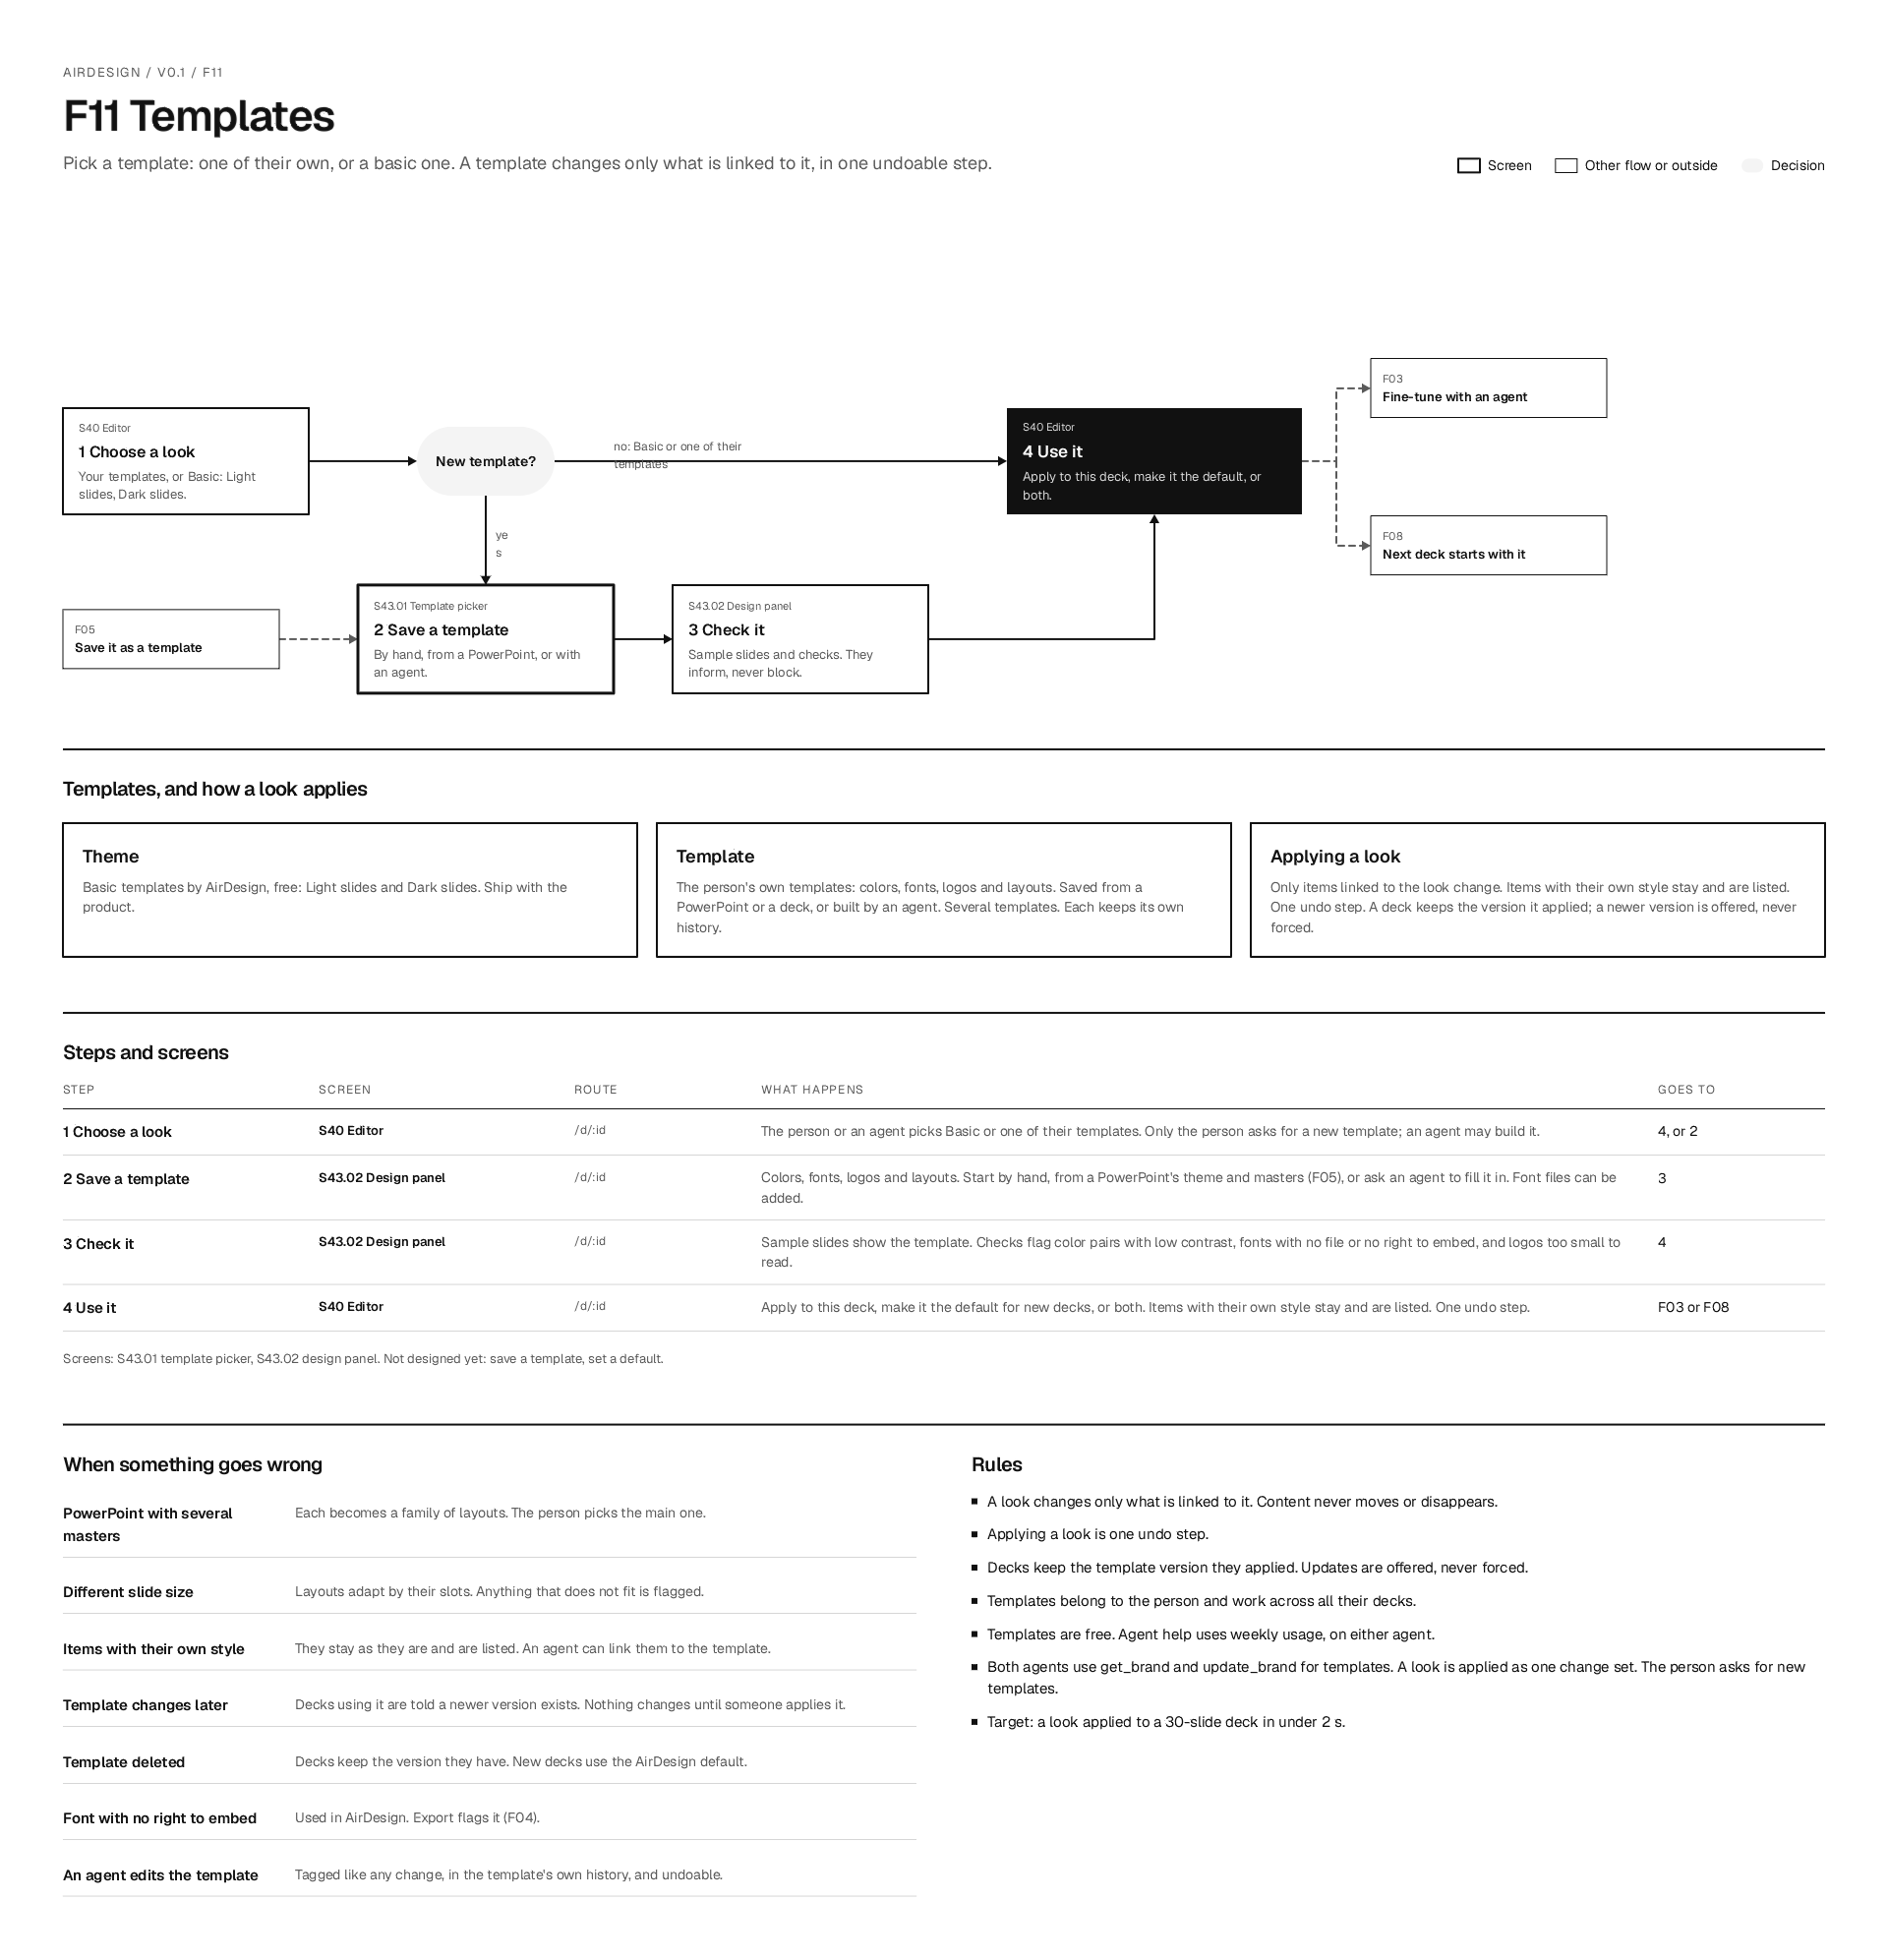 AIRDESIGN / V0.1 / F11
F11 Templates
Pick a template: one of their own, or a basic one. A template changes only what is linked to it, in one undoable step.
Screen
Other flow or outside
Decision
F03
Fine-tune with an agent
S40 Editor
1 Choose a look
Your templates, or Basic: Light
slides, Dark slides.
New template?
no: Basic or one of their
templates
S40 Editor
4 Use it
Apply to this deck, make it the default, or
both.
F08
Next deck starts with it
ye
s
F05
Save it as a template
S43.01 Template picker
2 Save a template
By hand, from a PowerPoint, or with
an agent.
S43.02 Design panel
3 Check it
Sample slides and checks. They
inform, never block.
Templates, and how a look applies
Theme
Basic templates by AirDesign, free: Light slides and Dark slides. Ship with the
product.
Template
The person's own templates: colors, fonts, logos and layouts. Saved from a
PowerPoint or a deck, or built by an agent. Several templates. Each keeps its own
history.
Applying a look
Only items linked to the look change. Items with their own style stay and are listed.
One undo step. A deck keeps the version it applied; a newer version is offered, never
forced.
Steps and screens
STEP SCREEN ROUTE WHAT HAPPENS GOES TO
1 Choose a look S40 Editor /d/:id The person or an agent picks Basic or one of their templates. Only the person asks for a new template; an agent may build it. 4, or 2
2 Save a template S43.02 Design panel /d/:id Colors, fonts, logos and layouts. Start by hand, from a PowerPoint's theme and masters (F05), or ask an agent to fill it in. Font files can be 3
added.
3 Check it S43.02 Design panel /d/:id Sample slides show the template. Checks flag color pairs with low contrast, fonts with no file or no right to embed, and logos too small to 4
read.
4 Use it S40 Editor /d/:id Apply to this deck, make it the default for new decks, or both. Items with their own style stay and are listed. One undo step. F03 or F08
Screens: S43.01 template picker, S43.02 design panel. Not designed yet: save a template, set a default.
When something goes wrong
PowerPoint with several
masters
Each becomes a family of layouts. The person picks the main one.
Different slide size
Layouts adapt by their slots. Anything that does not fit is flagged.
Items with their own style
They stay as they are and are listed. An agent can link them to the template.
Template changes later
Decks using it are told a newer version exists. Nothing changes until someone applies it.
Template deleted
Decks keep the version they have. New decks use the AirDesign default.
Font with no right to embed
Used in AirDesign. Export flags it (F04).
An agent edits the template
Tagged like any change, in the template's own history, and undoable.
Rules
A look changes only what is linked to it. Content never moves or disappears.
Applying a look is one undo step.
Decks keep the template version they applied. Updates are offered, never forced.
Templates belong to the person and work across all their decks.
Templates are free. Agent help uses weekly usage, on either agent.
Both agents use get_brand and update_brand for templates. A look is applied as one change set. The person asks for new
templates.
Target: a look applied to a 30-slide deck in under 2 s.